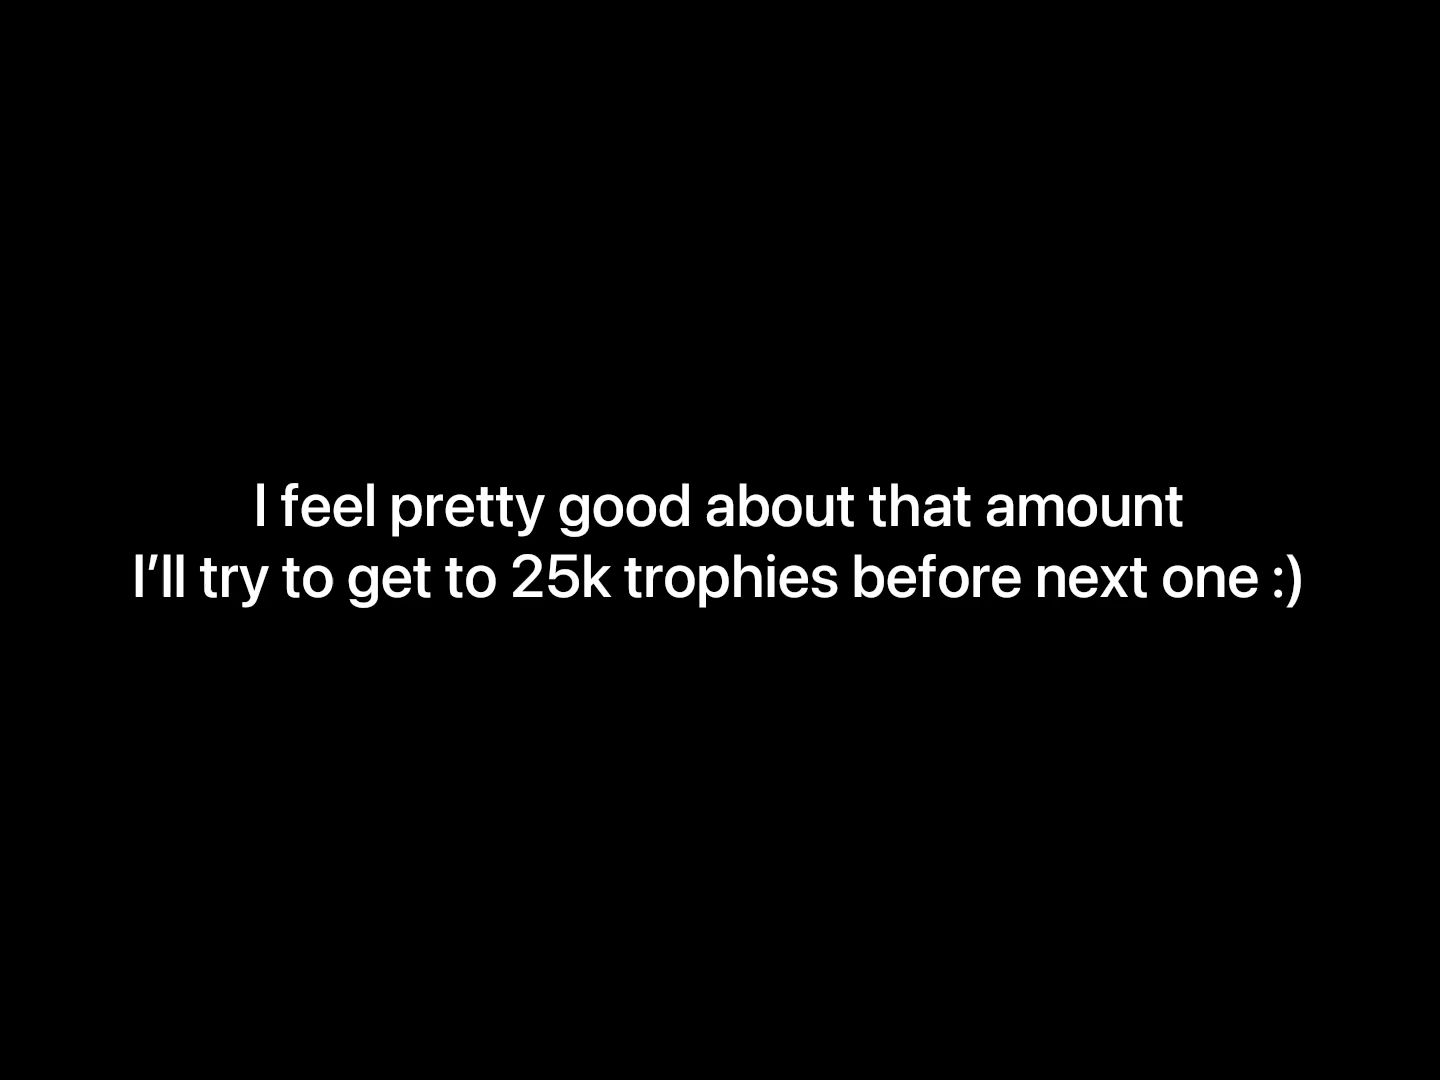 I feel pretty good about that amount
I’ll try to get to 25k trophies before next one :)